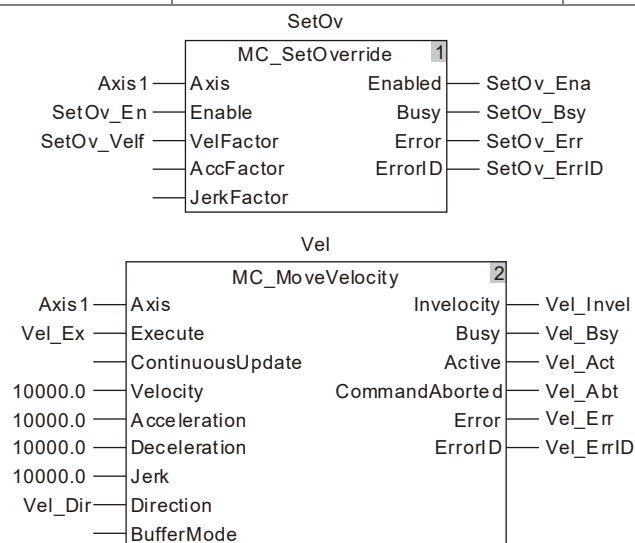 SetOv
MC_SetOverride 1
Axis1 Axis Enabled SetOv_Ena
SetOv_En Enable Busy SetOv_Bsy
SetOv_Velf VelFactor Error SetOv_Err
AccFactor ErrorID SetOv_ErrID
JerkFactor
Vel
MC_MoveVelocity 2
Axis1 Axis Invelocity Vel_Invel
Vel_Ex Execute Busy Vel_Bsy
ContinuousUpdate Active Vel_Act
10000.0 Velocity CommandAborted Vel_Abt
10000.0 Acceleration Error Vel_Err
10000.0 Deceleration ErrorID Vel_ErrID
10000.0 Jerk
Vel_Dir Direction
BufferMode